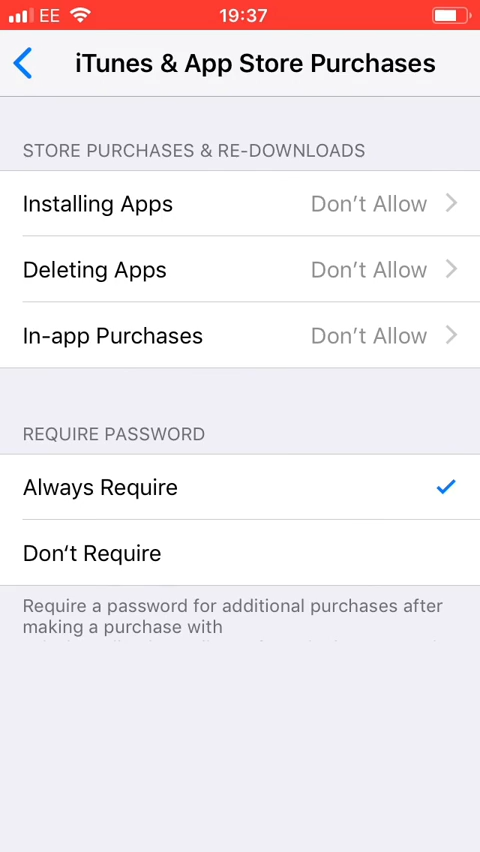 EE 19:37
iTunes & App Store Purchases
STORE PURCHASES & RE-DOWNLOADS
Installing Apps Don’t Allow
Deleting Apps Don’t Allow
In-app Purchases Don’t Allow
REQUIRE PASSWORD
Always Require
Don‘t Require
Require a password for additional purchases after
making a purchase with